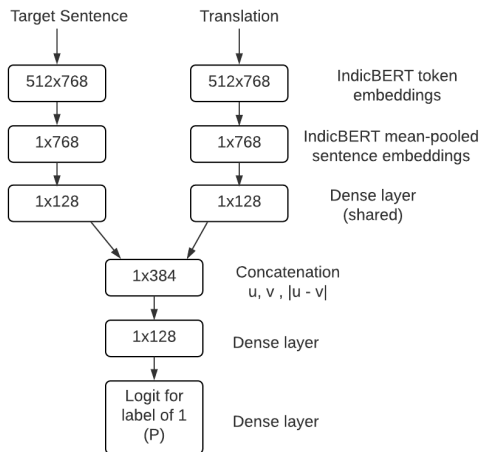 Target Sentence
Translation
512x768
512x768
IndicBERT token
embeddings
1x768
1x768
IndicBERT mean-pooled
sentence embeddings
1x128
1x128
Dense layer
(shared)
1x384
Concatenation
u, v , |u - v|
1x128
Dense layer
Logit for
label of 1
(P)
Dense layer